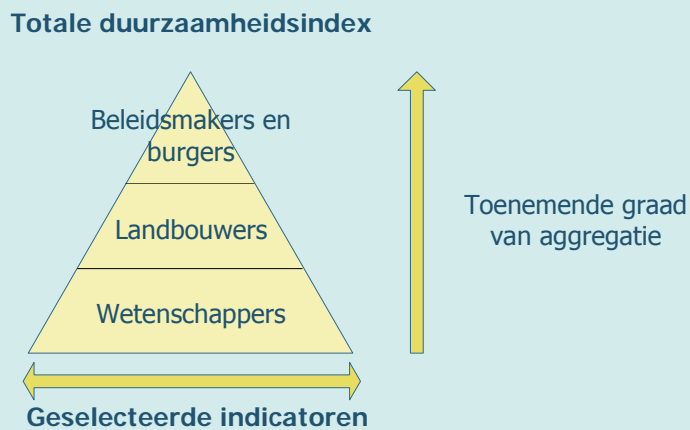 Totale duurzaamheidsindex
Beleidsmakers en
burgers
Landbouwers
Wetenschappers
Toenemende graad
van aggregatie
Geselecteerde indicatoren